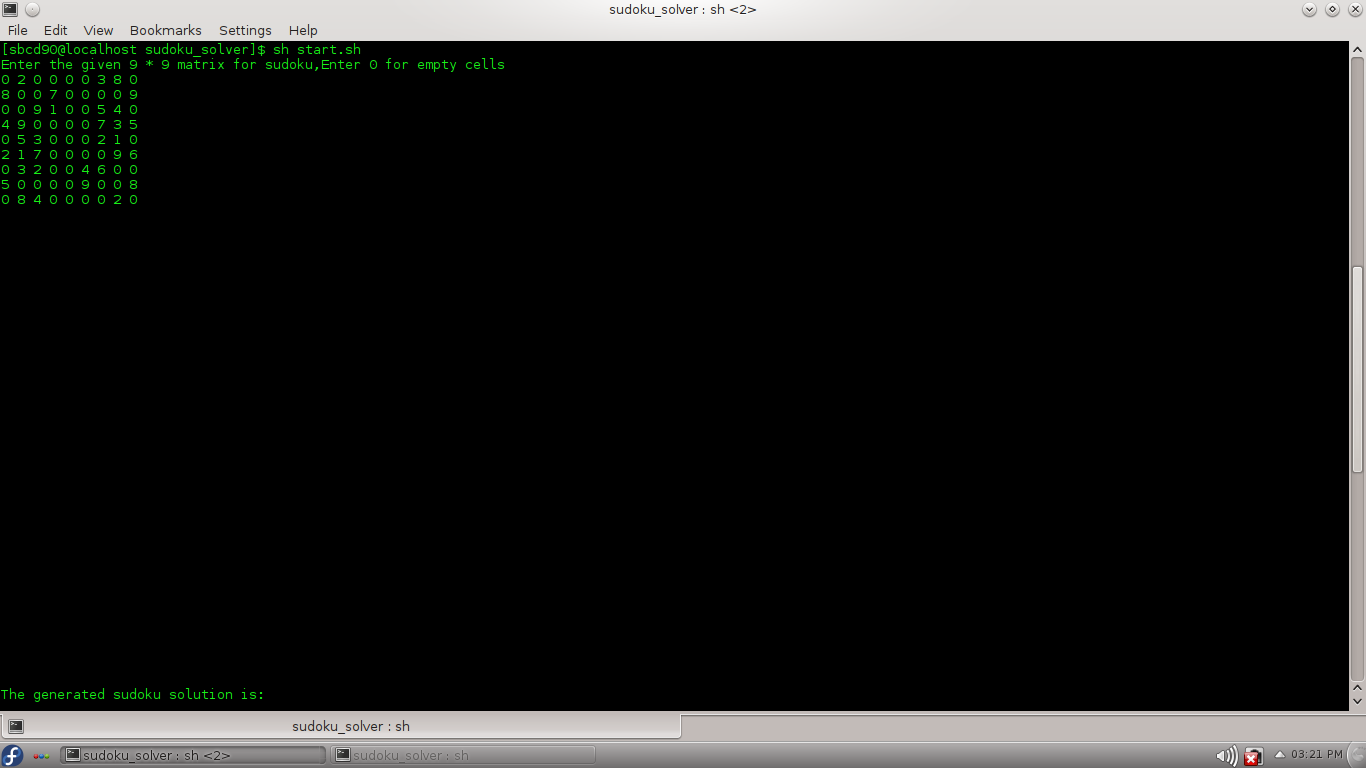 sudoku_solver : sh <2>
File Edit View Bookmarks Settings Help
[sbcd90@localhost sudoku_solver]$ sh start.sh
Enter the given 9 * 9 matrix for sudoku,Enter 0 for empty cells
0 2 0 0 0 0 3 8 0
8 0 0 7 0 0 0 0 9
0 0 9 1 0 0 5 4 0
4 9 0 0 0 0 7 3 5
0 5 3 0 0 0 2 1 0
2 1 7 0 0 0 0 9 6
0 3 2 0 0 4 6 0 0
5 0 0 0 0 9 0 0 8
0 8 4 0 0 0 0 2 0
The generated sudoku solution is:
sudoku_solver : sh
sudoku_solver : sh <2>
sudoku_solver : sh
03:21 PM